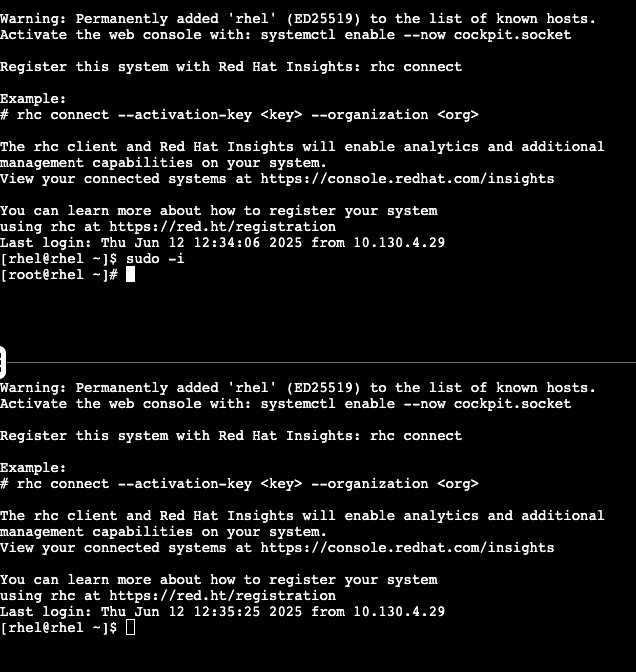 Warning: Permanently added 'rhel' (ED25519) to the list of known hosts.
Activate the web console with: systemctl enable --now cockpit.socket
Register this system with Red Hat Insights: rhc connect
Example:
# rhc connect --activation-key <key> --organization <org>
The rhc client and Red Hat Insights will enable analytics and additional
management capabilities on your system.
View your connected systems at https://console.redhat.com/insights
You can learn more about how to register your system
using rhc at https://red.ht/registration
Last login: Thu Jun 12 12:34:06 2025 from 10.130.4.29
[rhel@rhel ~]$ sudo -i
[root@rhel ~]#
Warning: Permanently added 'rhel' (ED25519) to the list of known hosts.
Activate the web console with: systemctl enable --now cockpit.socket
Register this system with Red Hat Insights: rhc connect
Example:
# rhc connect --activation-key <key> --organization <org>
The rhc client and Red Hat Insights will enable analytics and additional
management capabilities on your system.
View your connected systems at https://console.redhat.com/insights
You can learn more about how to register your system
using rhc at https://red.ht/registration
Last login: Thu Jun 12 12:35:25 2025 from 10.130.4.29
[rhel@rhel ~]$